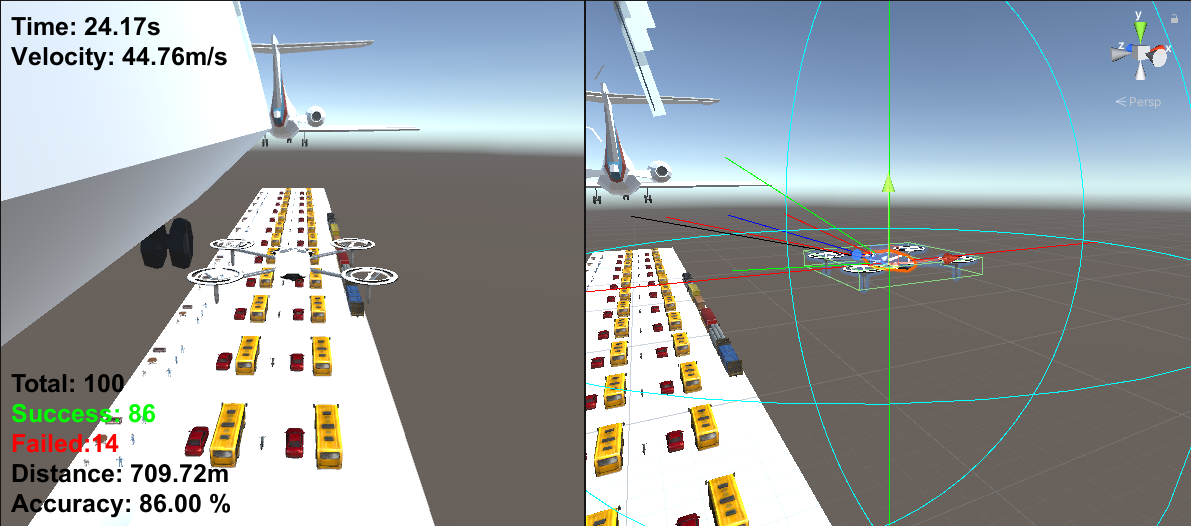 Time: 24.17s
Velocity: 44.76m/s
Total: 100
Success: 86
Failed:14
Distance: 709.72m
Accuracy: 86.00 %
y
z
x
Persp